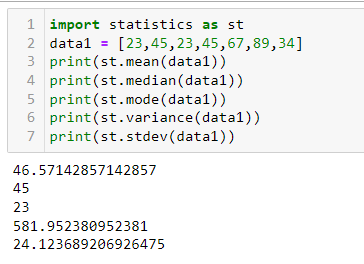 1 import statistics as st
2 data1 = [23,45,23,45,67,89,34]
3 print(st.mean(data1))
4 print(st.median(data1))
5 print(st.mode(data1))
6 print(st.variance(data1))
7 print(st.stdev(data1))
46.57142857142857
45
23
581.952380952381
24.123689206926475